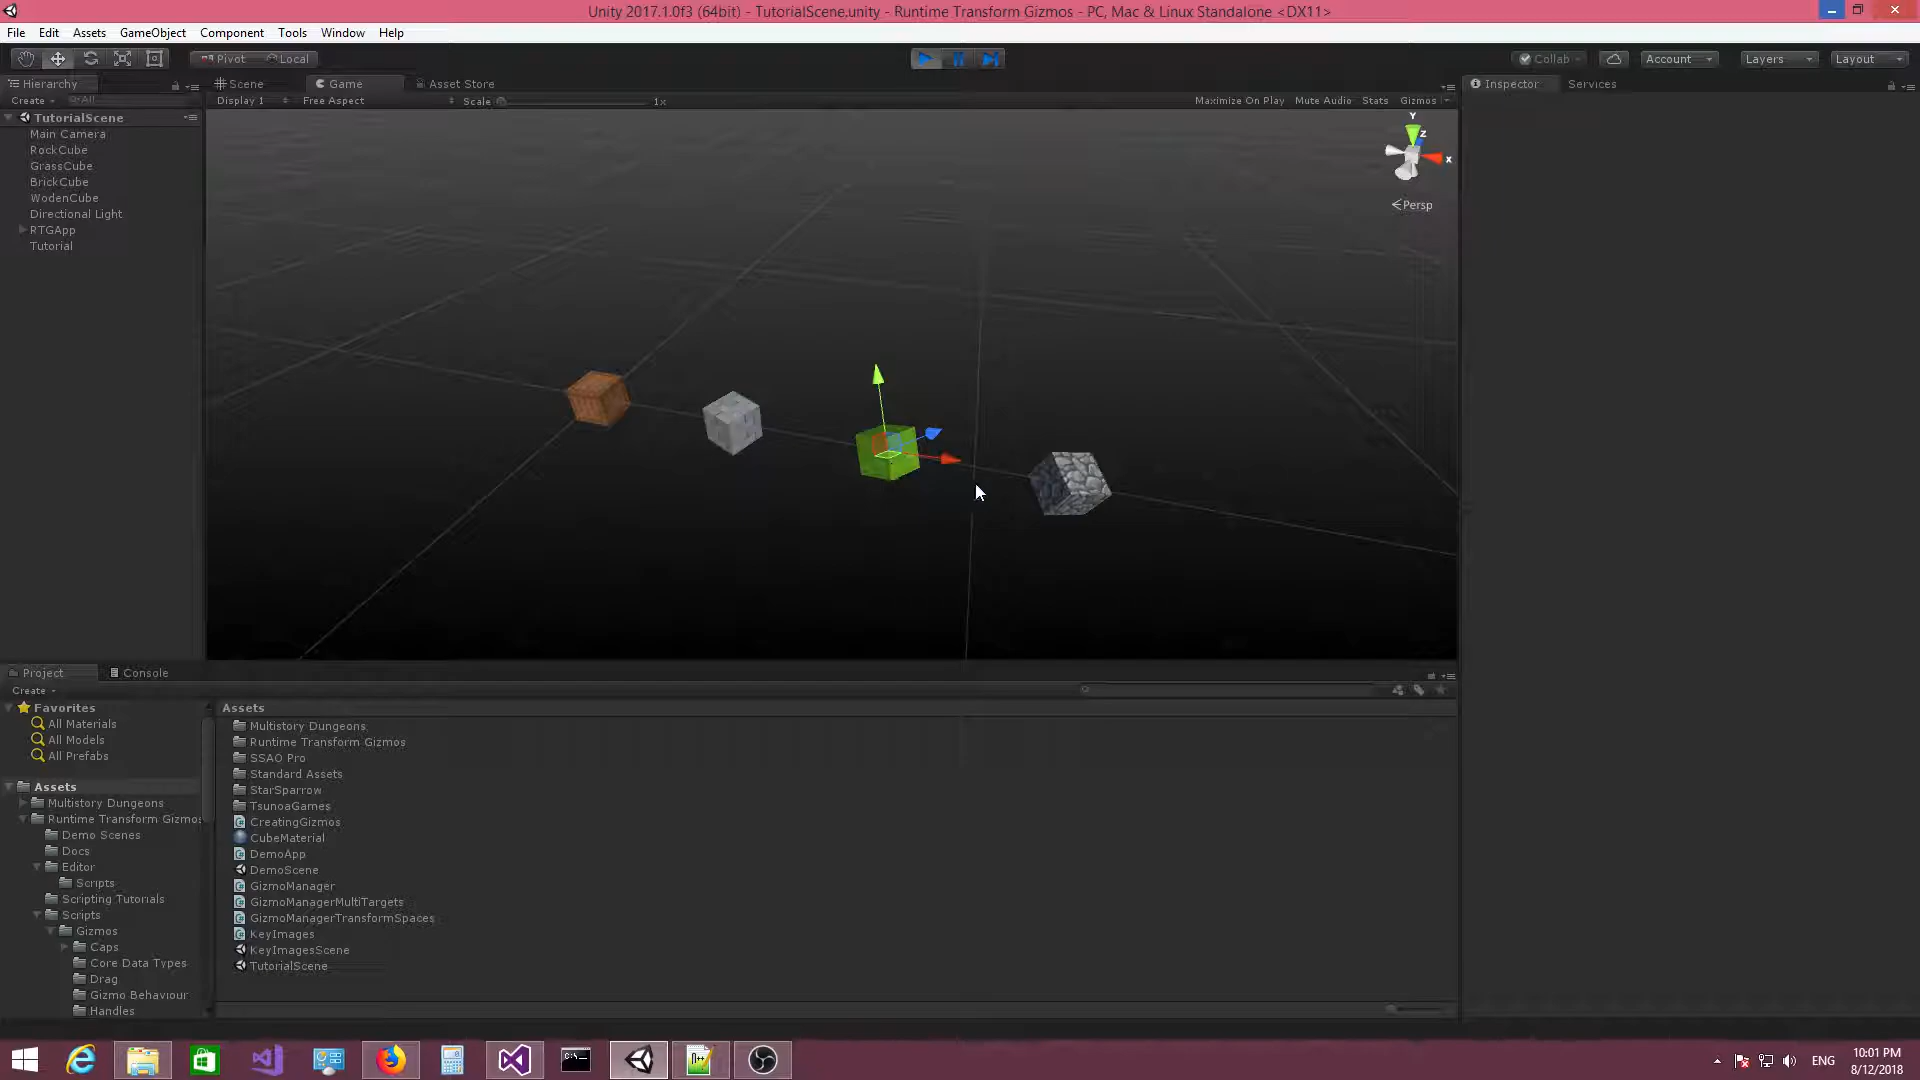 Unity 2017.1.0f3 (64bit) - TutorialScene.unity - Runtime Transform Gizmos - PC, Mac & Linux Standalone <DX11>
File Edit Assets GameObject Component Tools Window Help
Pivot Local Collab Account Layers Layout
Hierarchy Scene Game Asset Store Inspector Services
Create All Display 1 Free Aspect Scale 1x Maximize On Play Mute Audio Stats Gizmos
TutorialScene
Main Camera
RockCube
GrassCube
BrickCube
WodenCube
Directional Light
RTGApp
Tutorial
Y
Z
X
Persp
Project Console
Create
Favorites
All Materials
All Models
All Prefabs
Assets
Multistory Dungeons
Runtime Transform Gizmos
Demo Scenes
Docs
Editor
Scripts
Scripting Tutorials
Scripts
Gizmos
Caps
Core Data Types
Drag
Gizmo Behaviour
Handles
Assets
Multistory Dungeons
Runtime Transform Gizmos
SSAO Pro
Standard Assets
StarSparrow
TsunoaGames
CreatingGizmos
CubeMaterial
DemoApp
DemoScene
GizmoManager
GizmoManagerMultiTargets
GizmoManagerTransformSpaces
KeyImages
KeyImagesScene
TutorialScene
ENG
10:01 PM
8/12/2018